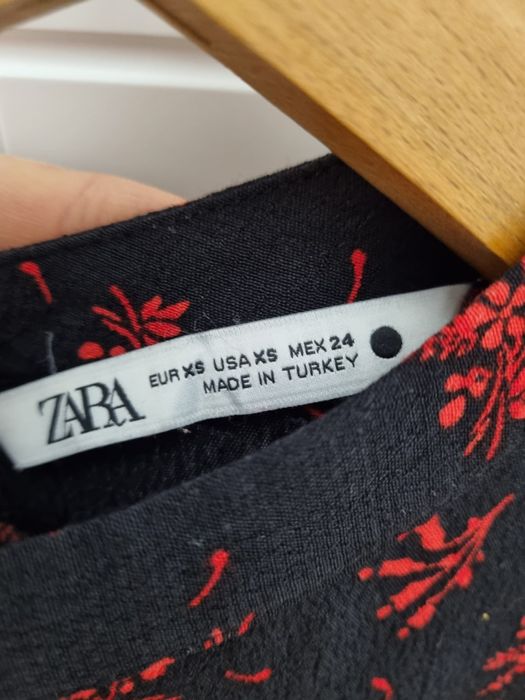 ZARA
EUR XS USA XS MEX 24
MADE IN TURKEY